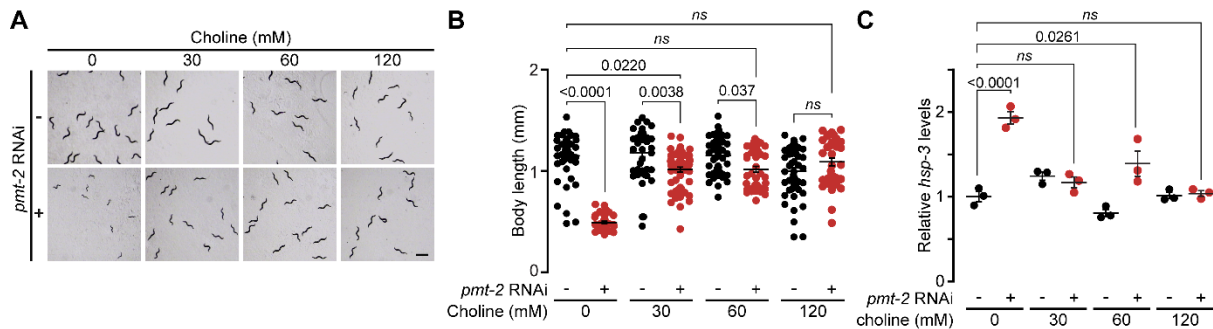 A
Choline (mM)
0 30 60 120
pmt-2 RNAi
-
+
B
ns
ns
0.0220
<0.0001 0.0038 0.037 ns
Body length (mm)
2
1
0
pmt-2 RNAi - + - + - + - +
Choline (mM) 0 30 60 120
C
ns
0.0261
ns
<0.0001
Relative hsp-3 levels
2
1
0
pmt-2 RNAi - + - + - + - +
choline (mM) 0 30 60 120